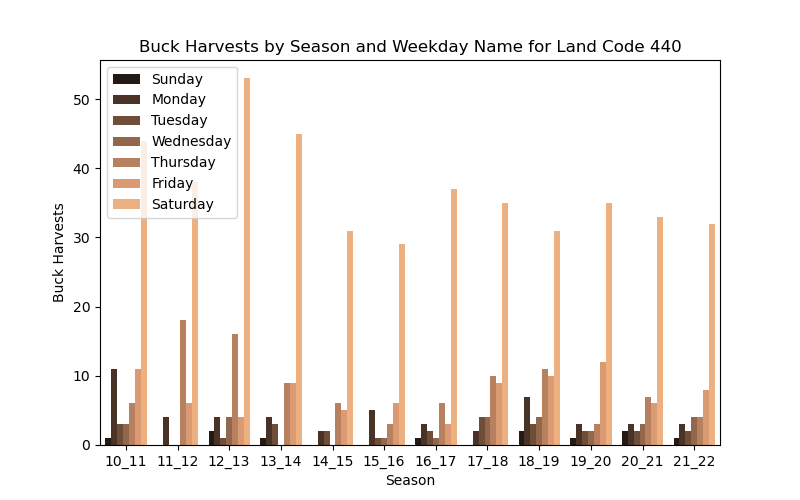 Buck Harvests by Season and Weekday Name for Land Code 440
Sunday
Monday
Tuesday
Wednesday
Thursday
Friday
Saturday
50
40
30
20
10
0
Buck Harvests
10_11 11_12 12_13 13_14 14_15 15_16 16_17 17_18 18_19 19_20 20_21 21_22
Season